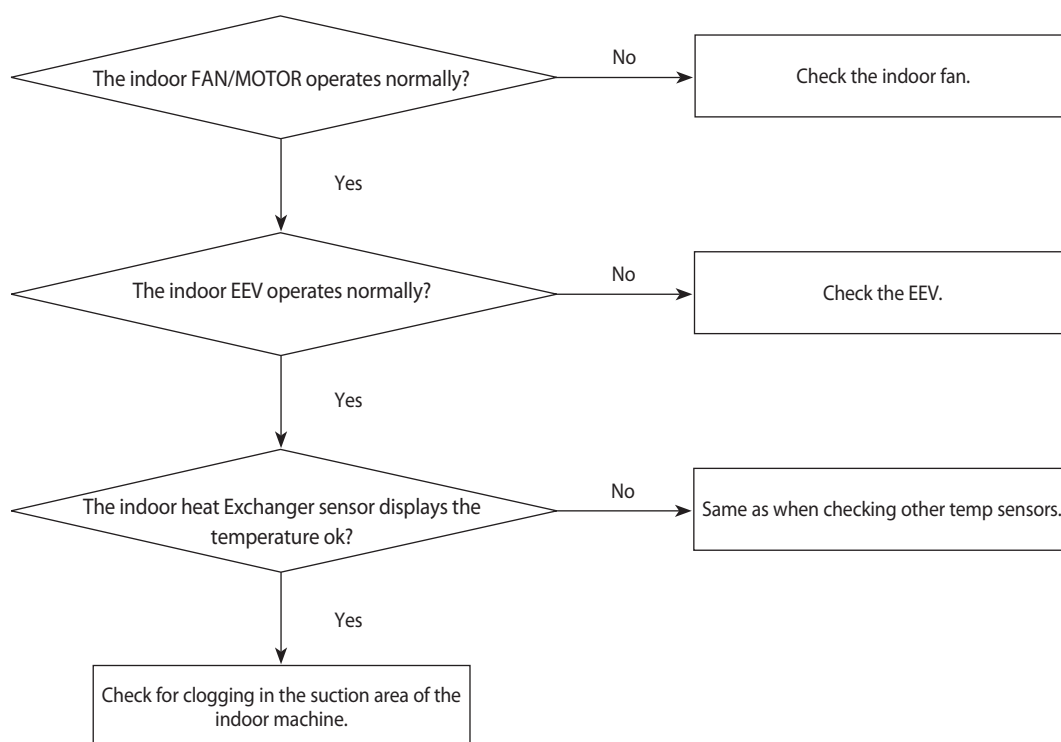 The indoor FAN/MOTOR operates normally?
No
Check the indoor fan.
Yes
The indoor EEV operates normally?
No
Check the EEV.
Yes
The indoor heat Exchanger sensor displays the
temperature ok?
No
Same as when checking other temp sensors.
Yes
Check for clogging in the suction area of the
indoor machine.